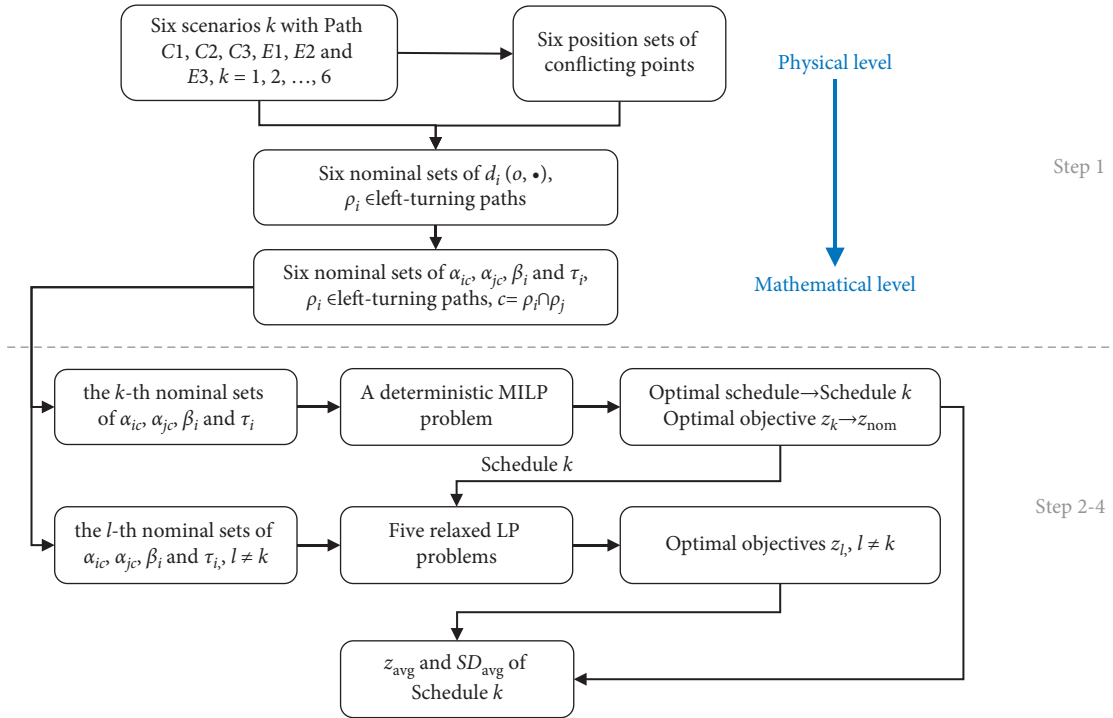 Six scenarios k with Path
C1, C2, C3, E1, E2 and
E3, k = 1, 2, …, 6
Six position sets of
conflicting points
Physical level
Step 1
Six nominal sets of d_i (o, •),
ρ_i ∈left-turning paths
Six nominal sets of α_ic, α_jc, β_i and τ_i,
ρ_i ∈left-turning paths, c= ρ_i∩ρ_j
Mathematical level
the k-th nominal sets
of α_ic, α_jc, β_i and τ_i
A deterministic MILP
problem
Optimal schedule→Schedule k
Optimal objective z_k→z_nom
Schedule k
Step 2-4
the l-th nominal sets of
α_ic, α_jc, β_i and τ_i,, l ≠ k
Five relaxed LP
problems
Optimal objectives z_l, l ≠ k
z_avg and SD_avg of
Schedule k